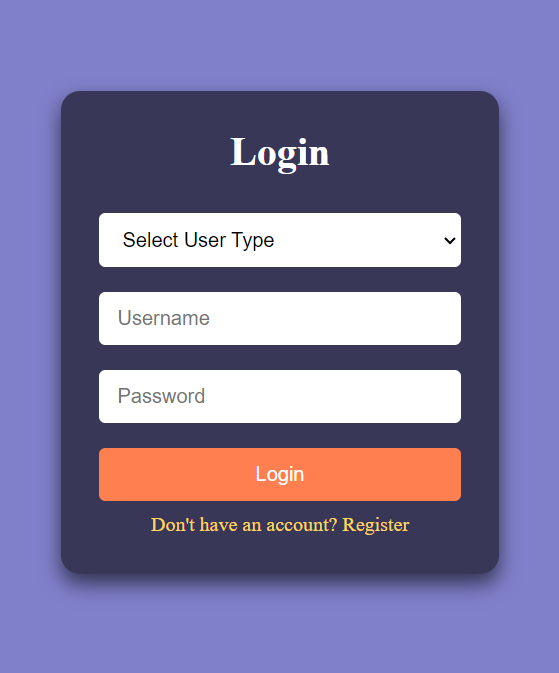 Login
Select User Type
Username
Password
Login
Don't have an account? Register